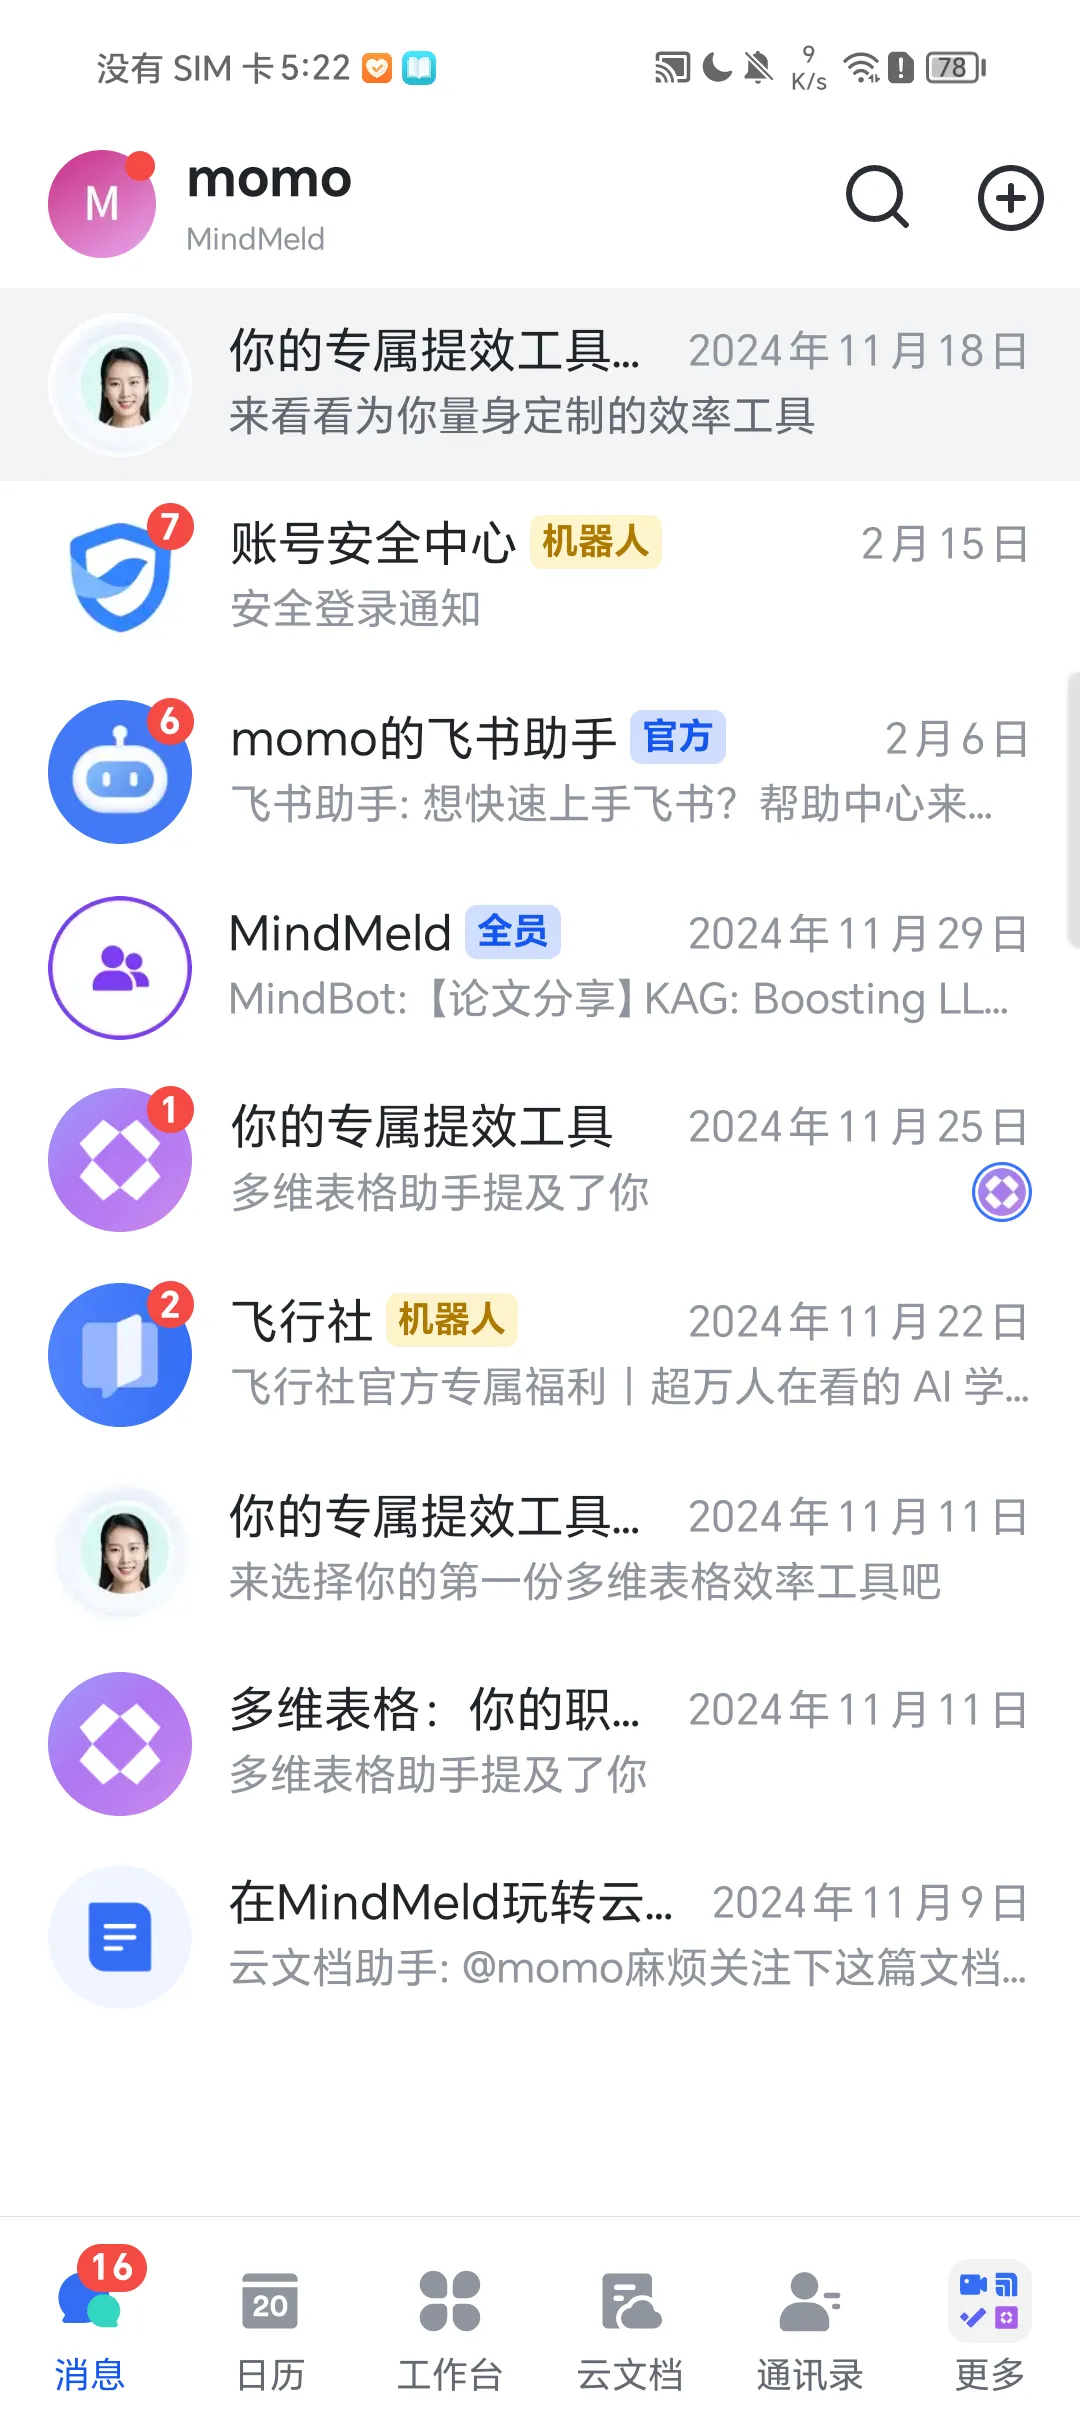 没有 SIM 卡 5:22
9 K/s
78
M
momo
MindMeld
你的专属提效工具...
2024年11月18日
来看看为你量身定制的效率工具
7
账号安全中心 机器人
2月15日
安全登录通知
6
momo的飞书助手 官方
2月6日
飞书助手: 想快速上手飞书？帮助中心来...
MindMeld 全员
2024年11月29日
MindBot:【论文分享】KAG: Boosting LL...
1
你的专属提效工具
2024年11月25日
多维表格助手提及了你
2
飞行社 机器人
2024年11月22日
飞行社官方专属福利｜超万人在看的 AI 学...
你的专属提效工具...
2024年11月11日
来选择你的第一份多维表格效率工具吧
多维表格：你的职...
2024年11月11日
多维表格助手提及了你
在MindMeld玩转云...
2024年11月9日
云文档助手: @momo麻烦关注下这篇文档...
16
20
消息
日历
工作台
云文档
通讯录
更多